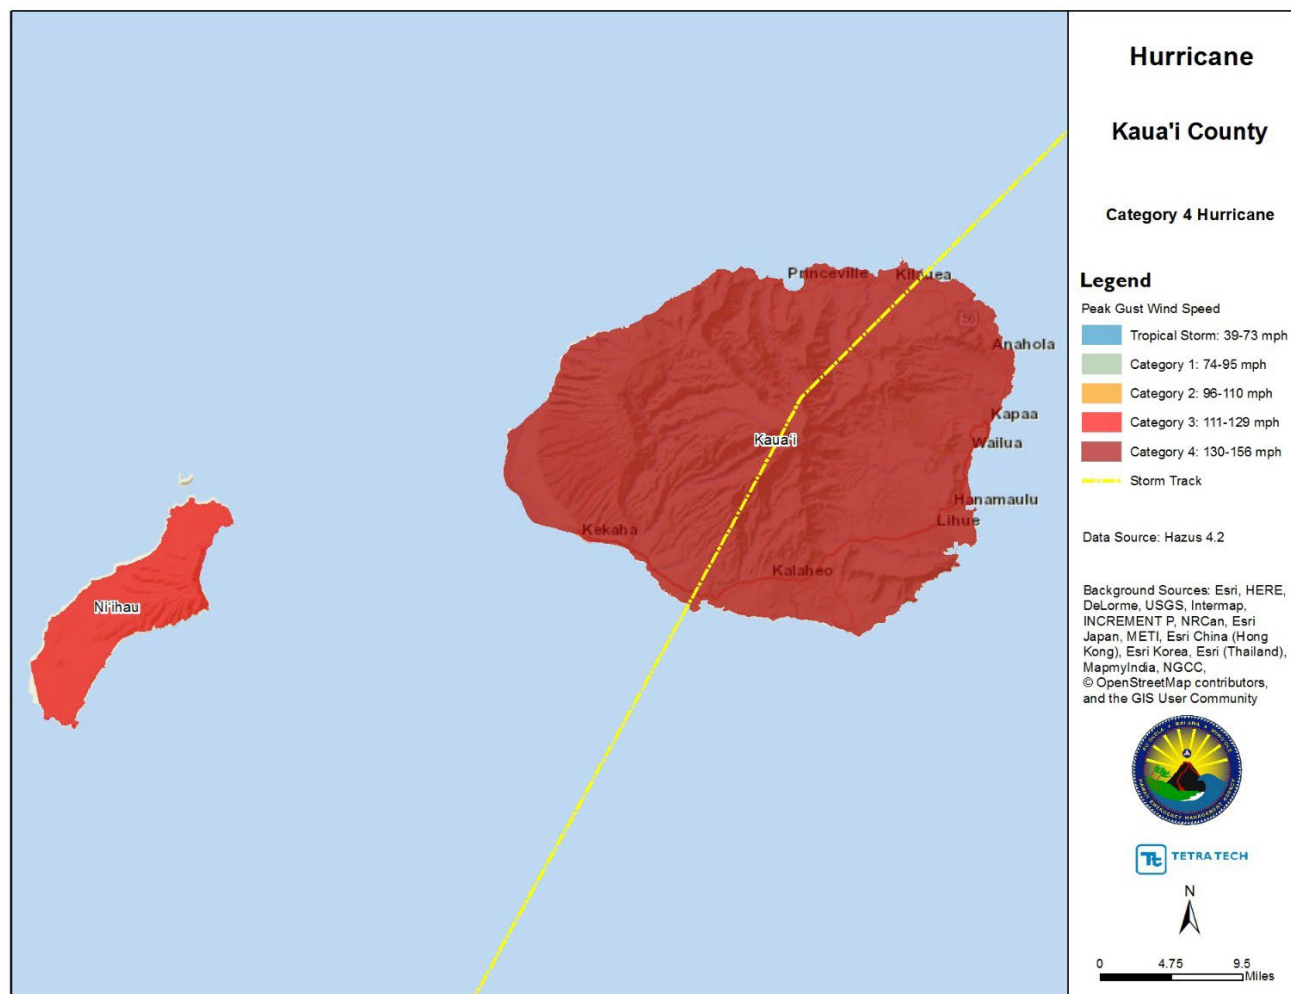 Hurricane
Kaua'i County
Category 4 Hurricane
Legend
Peak Gust Wind Speed
Tropical Storm: 39-73 mph
Category 1: 74-95 mph
Category 2: 96-110 mph
Category 3: 111-129 mph
Category 4: 130-156 mph
Storm Track
Data Source: Hazus 4.2
Background Sources: Esri, HERE,
DeLorme, USGS, Intermap,
INCREMENT P, NRCan, Esri
Japan, METI, Esri China (Hong
Kong), Esri Korea, Esri (Thailand),
MapmyIndia, NGCC,
© OpenStreetMap contributors,
and the GIS User Community
TETRA TECH
N
0 4.75 9.5
Miles
Princeville
Kilauea
56
Anahola
Kapaa
Kaua'i
Wailua
Hanamaulu
Lihue
Kekaha
Kalaheo
Ni'ihau